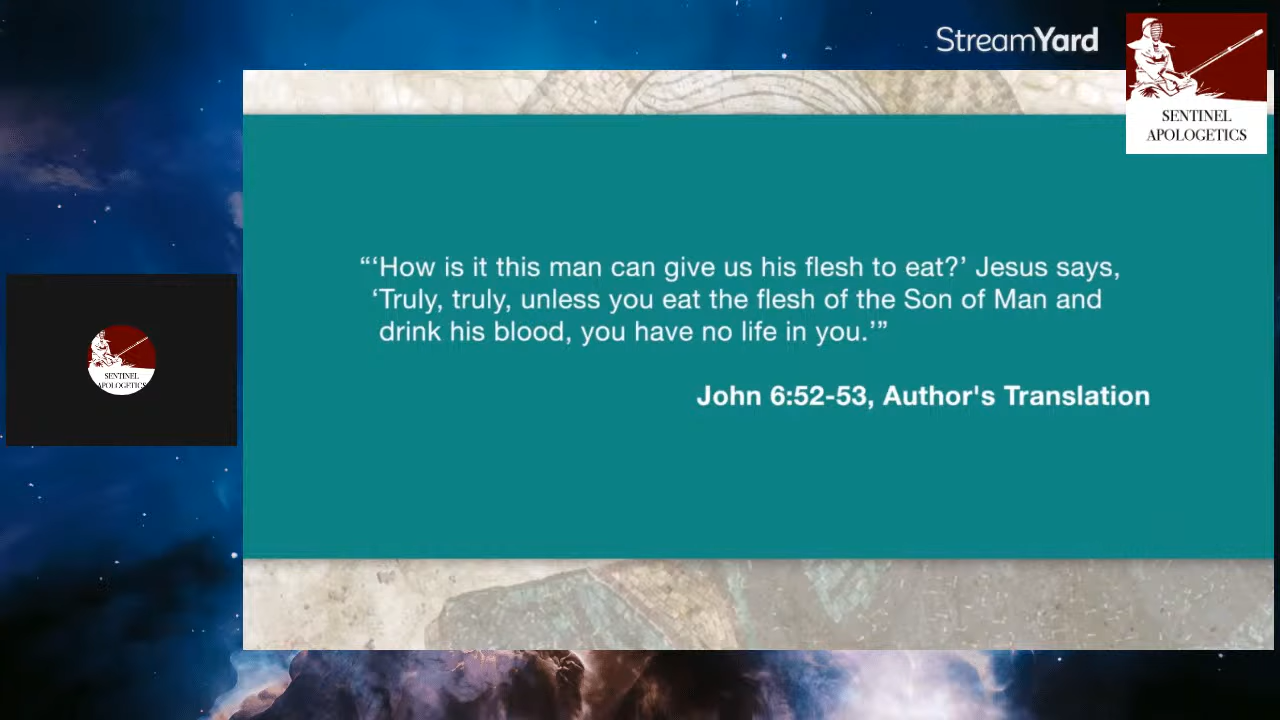 StreamYard
SENTINEL
APOLOGETICS
“‘How is it this man can give us his flesh to eat?’ Jesus says,
‘Truly, truly, unless you eat the flesh of the Son of Man and
drink his blood, you have no life in you.’”
John 6:52-53, Author's Translation
SENTINEL
APOLOGETICS